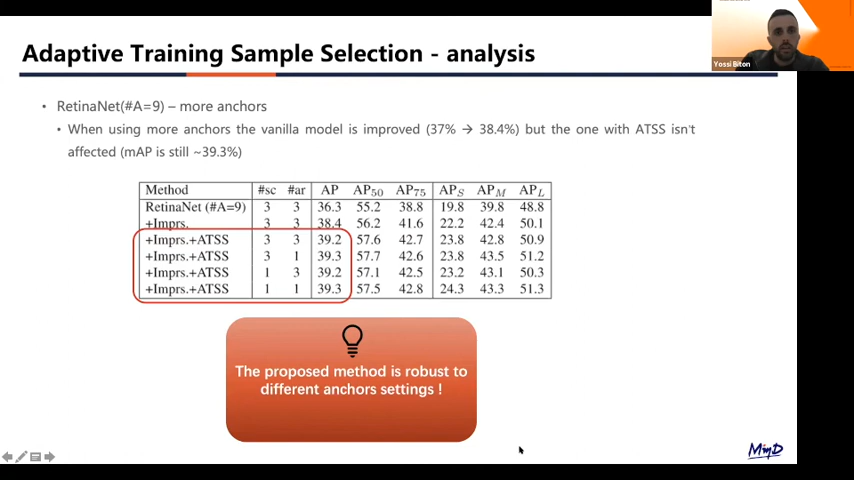 Adaptive Training Sample Selection - analysis
Yossi Biton
• RetinaNet(#A=9) – more anchors
• When using more anchors the vanilla model is improved (37% → 38.4%) but the one with ATSS isn't
affected (mAP is still ~39.3%)
Method #sc #ar AP AP50 AP75 APS APM APL
RetinaNet (#A=9) 3 3 36.3 55.2 38.8 19.8 39.8 48.8
+Imprs. 3 3 38.4 56.2 41.6 22.2 42.4 50.1
+Imprs.+ATSS 3 3 39.2 57.6 42.7 23.8 42.8 50.9
+Imprs.+ATSS 3 1 39.3 57.7 42.6 23.8 43.5 51.2
+Imprs.+ATSS 1 3 39.2 57.1 42.5 23.2 43.1 50.3
+Imprs.+ATSS 1 1 39.3 57.5 42.8 24.3 43.3 51.3
The proposed method is robust to
different anchors settings !
MinD